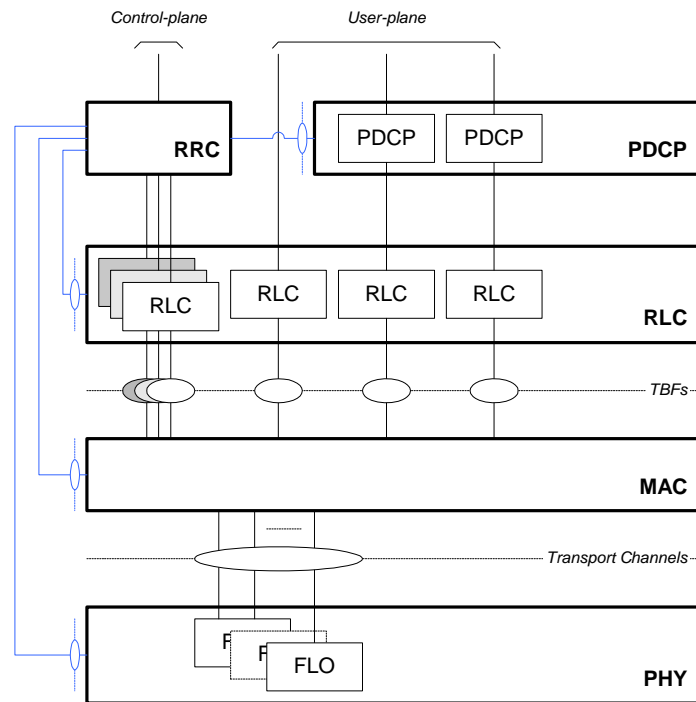 Control-plane
User-plane
RRC
PDCP
PDCP
PDCP
RLC
RLC
RLC
RLC
RLC
TBFs
MAC
Transport Channels
F
F
FLO
PHY